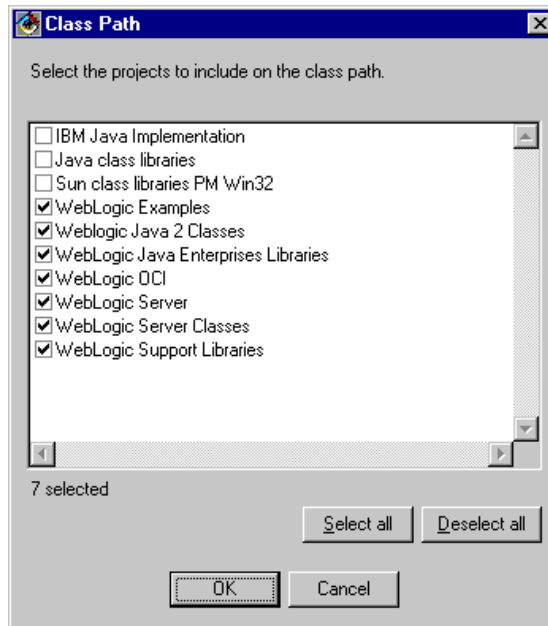 Class Path
Select the projects to include on the class path.
IBM Java Implementation
Java class libraries
Sun class libraries PM Win32
WebLogic Examples
Weblogic Java 2 Classes
WebLogic Java Enterprises Libraries
WebLogic OCI
WebLogic Server
WebLogic Server Classes
WebLogic Support Libraries
7 selected
Select all Deselect all
OK Cancel